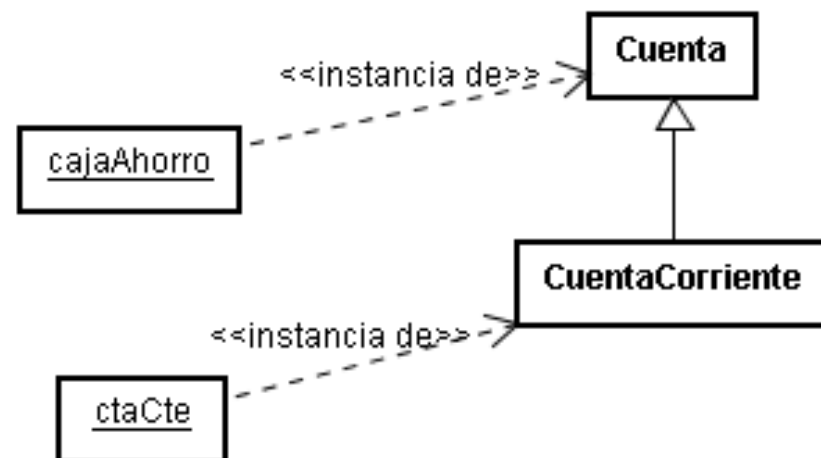 Cuenta
<<instancia de>>
cajaAhorro
CuentaCorriente
<<instancia de>>
ctaCte